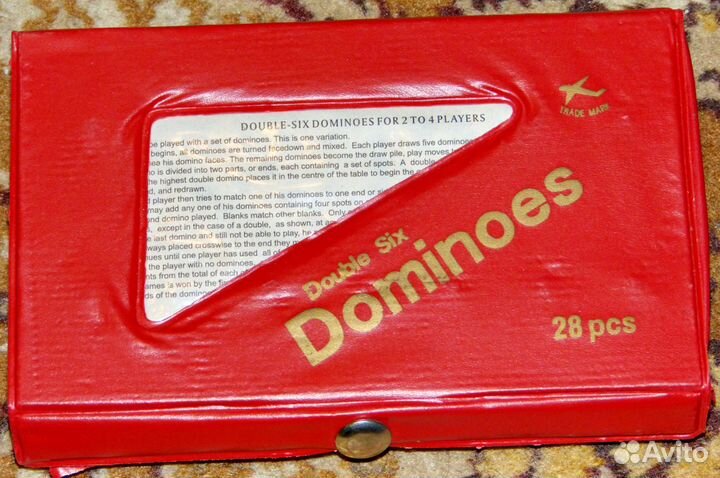 DOUBLE-SIX DOMINOES FOR 2 TO 4 PLAYERS
be played with a set of dominoes. This is one variation.
begins, all dominoes are turned facedown and mixed. Each player draws five dominoes
his domino faces. The remaining dominoes become the draw pile, play moves to
is divided into two parts, or ends, each containing a set of spots. A double
the highest double domino places it in the centre of the table to begin the
and redrawn.
player then tries to match one of his dominoes to one end or
may add any one of his dominoes containing four spots on
domino played. Blanks match other blanks. Only
except in the case of a double, as shown, at
last domino and still not be able to play, he
always placed crosswise to the end they
until one player has used all of
the player with no dominoes,
from the total of each
is won by the
of the
TRADE MARK
Double Six
Dominoes
28 pcs
Avito